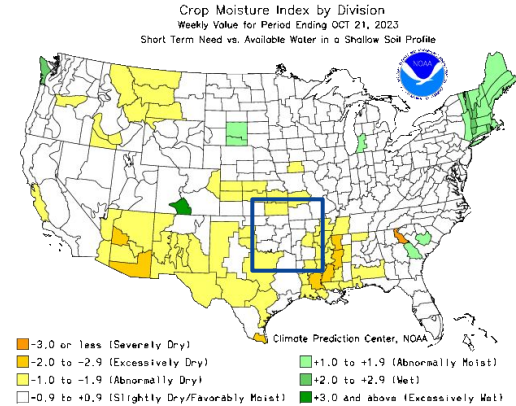 Crop Moisture Index by Division
Weekly Value for Period Ending OCT 21, 2023
Short Term Need vs. Available Water in a Shallow Soil Profile
NOAA
Climate Prediction Center, NOAA
-3.0 or less (Severely Dry)
-2.0 to -2.9 (Excessively Dry)
-1.0 to -1.9 (Abnormally Dry)
-0.9 to +0.9 (Slightly Dry/Favorably Moist)
+1.0 to +1.9 (Abnormally Moist)
+2.0 to +2.9 (Wet)
+3.0 and above (Excessively Wet)